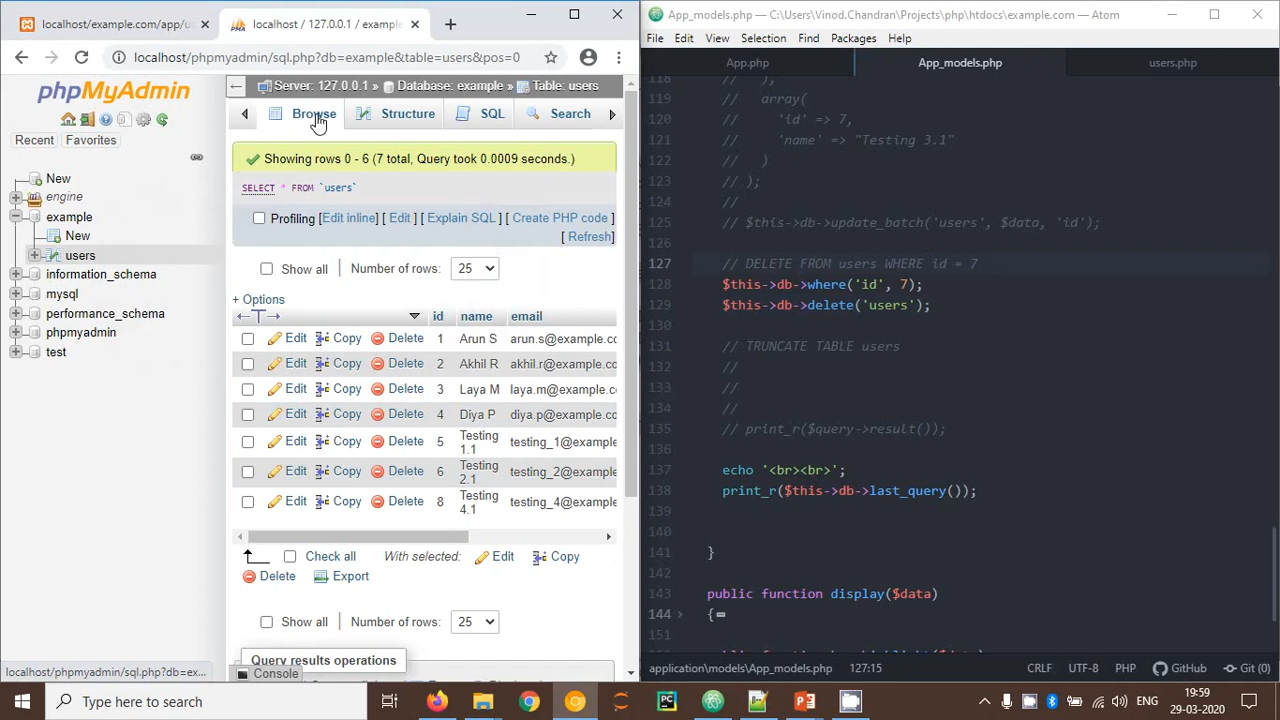 localhost/example.com/app/us
localhost / 127.0.0.1 / example
localhost/phpmyadmin/sql.php?db=example&table=users&pos=0
phpMyAdmin
Recent
Favorites
New
engine
example
New
users
information_schema
mysql
performance_schema
phpmyadmin
test
Server: 127.0.0.1 » Database: example » Table: users
Browse
Structure
SQL
Search
Showing rows 0 - 6 (7 total, Query took 0.0009 seconds.)
SELECT * FROM `users`
Profiling [Edit inline] [ Edit ] [ Explain SQL ] [ Create PHP code ]
[ Refresh]
Show all
Number of rows:
25
+ Options
id name email
Edit Copy Delete 1 Arun S arun.s@example.co
Edit Copy Delete 2 Akhil R akhil.r@example.co
Edit Copy Delete 3 Laya M laya.m@example.c
Edit Copy Delete 4 Diya P diya.p@example.co
Edit Copy Delete 5 Testing 1.1 testing_1@example
Edit Copy Delete 6 Testing 2.1 testing_2@example
Edit Copy Delete 8 Testing 4.1 testing_4@example
Check all With selected: Edit Copy
Delete Export
Show all
Number of rows:
25
Query results operations
Console
localhost/phpmyadmin/sql.php?db=ex...
App_models.php — C:\Users\Vinod.Chandran\Projects\php\htdocs\example.com — Atom
File Edit View Selection Find Packages Help
App.php
App_models.php
users.php
118 // ),
119 // array(
120 // 'id' => 7,
121 // 'name' => "Testing 3.1"
122 // )
123 // );
124 //
125 // $this->db->update_batch('users', $data, 'id');
126
127 // DELETE FROM users WHERE id = 7
128 $this->db->where('id', 7);
129 $this->db->delete('users');
130
131 // TRUNCATE TABLE users
132 //
133 //
134 //
135 // print_r($query->result());
136
137 echo '<br><br>';
138 print_r($this->db->last_query());
139
140
141 }
142
143 public function display($data)
144 {
151
application\models\App_models.php 127:15
CRLF UTF-8 PHP GitHub Git (0)
Type here to search
ENG
19:59
29-03-2020